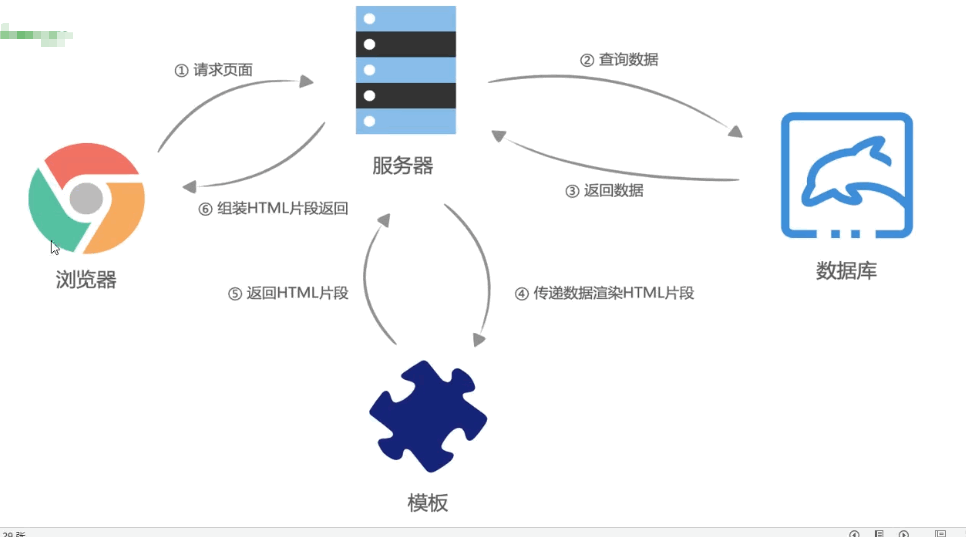 ① 请求页面
② 查询数据
服务器
③ 返回数据
⑥ 组装HTML片段返回
浏览器
数据库
⑤ 返回HTML片段
④ 传递数据渲染HTML片段
模板